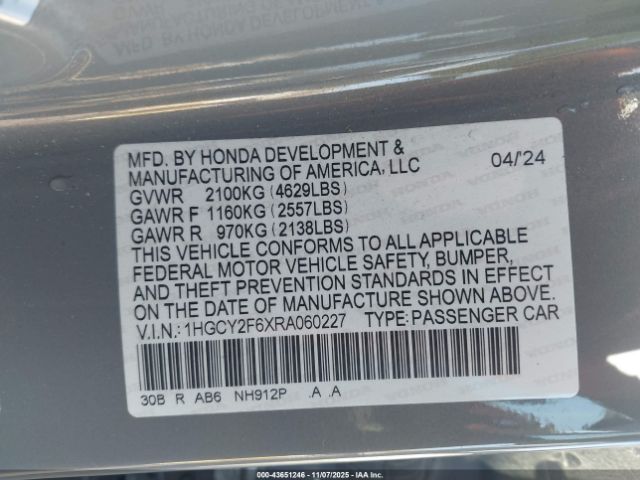 MFD. BY HONDA DEVELOPMENT &
MANUFACTURING OF AMERICA, LLC 04/'24
GVWR 2100KG (4629LBS)
GAWR F 1160KG (2557LBS)
GAWR R 970KG (2138LBS)
THIS VEHICLE CONFORMS TO ALL APPLICABLE
FEDERAL MOTOR VEHICLE SAFETY, BUMPER,
AND THEFT PREVENTION STANDARDS IN EFFECT
ON THE DATE OF MANUFACTURE SHOWN ABOVE.
V.I.N.: 1HGCY2F6XRA060227 TYPE: PASSENGER CAR
30B R AB6 NH912P .A .A
000-43651246 - 11/07/2025 - IAA Inc.